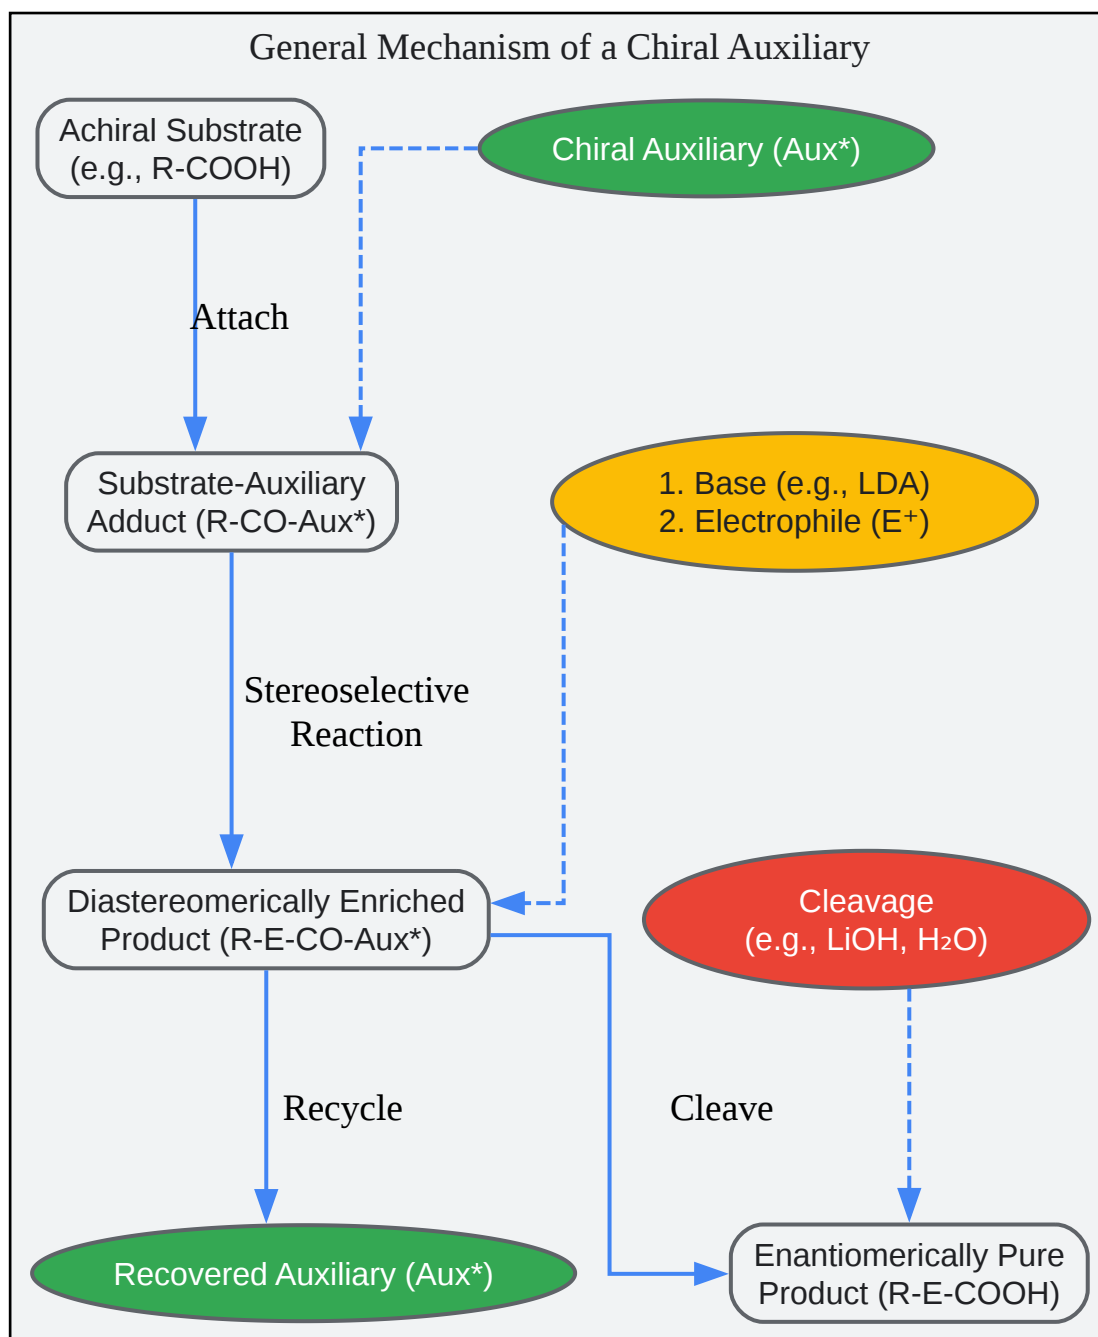 General Mechanism of a Chiral Auxiliary
Achiral Substrate
(e.g., R-COOH)
Chiral Auxiliary (Aux*)
Attach
Substrate-Auxiliary
Adduct (R-CO-Aux*)
1. Base (e.g., LDA)
2. Electrophile (E⁺)
Stereoselective
Reaction
Diastereomerically Enriched
Product (R-E-CO-Aux*)
Cleavage
(e.g., LiOH, H₂O)
Recycle
Cleave
Recovered Auxiliary (Aux*)
Enantiomerically Pure
Product (R-E-COOH)